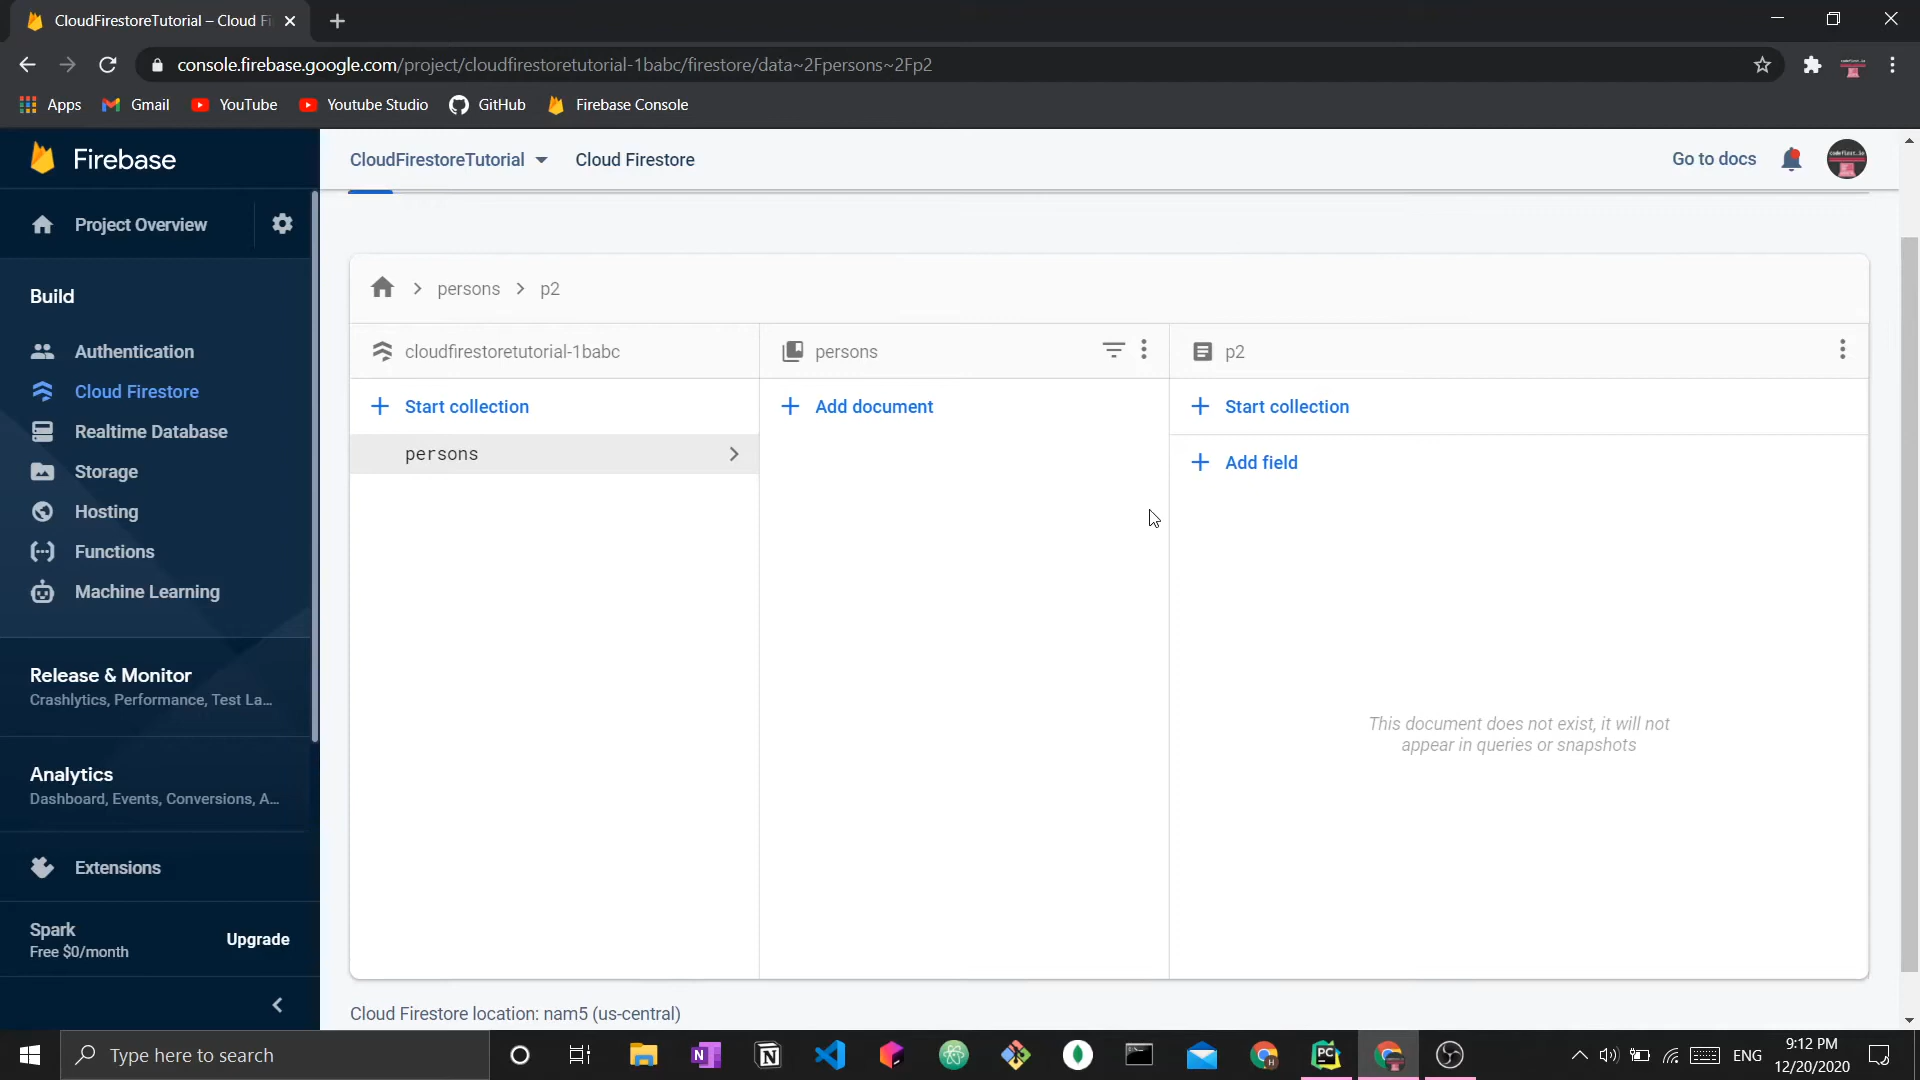 CloudFirestoreTutorial – Cloud Fi
console.firebase.google.com/project/cloudfirestoretutorial-1babc/firestore/data~2Fpersons~2Fp2
Apps Gmail YouTube Youtube Studio GitHub Firebase Console
Firebase
CloudFirestoreTutorial Cloud Firestore Go to docs
Project Overview
Build
Authentication
Cloud Firestore
Realtime Database
Storage
Hosting
Functions
Machine Learning
Release & Monitor
Crashlytics, Performance, Test La...
Analytics
Dashboard, Events, Conversions, A...
Extensions
Spark
Free $0/month
Upgrade
persons p2
cloudfirestoretutorial-1babc persons p2
Start collection Add document Start collection
persons
Add field
This document does not exist, it will not
appear in queries or snapshots
Cloud Firestore location: nam5 (us-central)
Type here to search
ENG
9:12 PM
12/20/2020